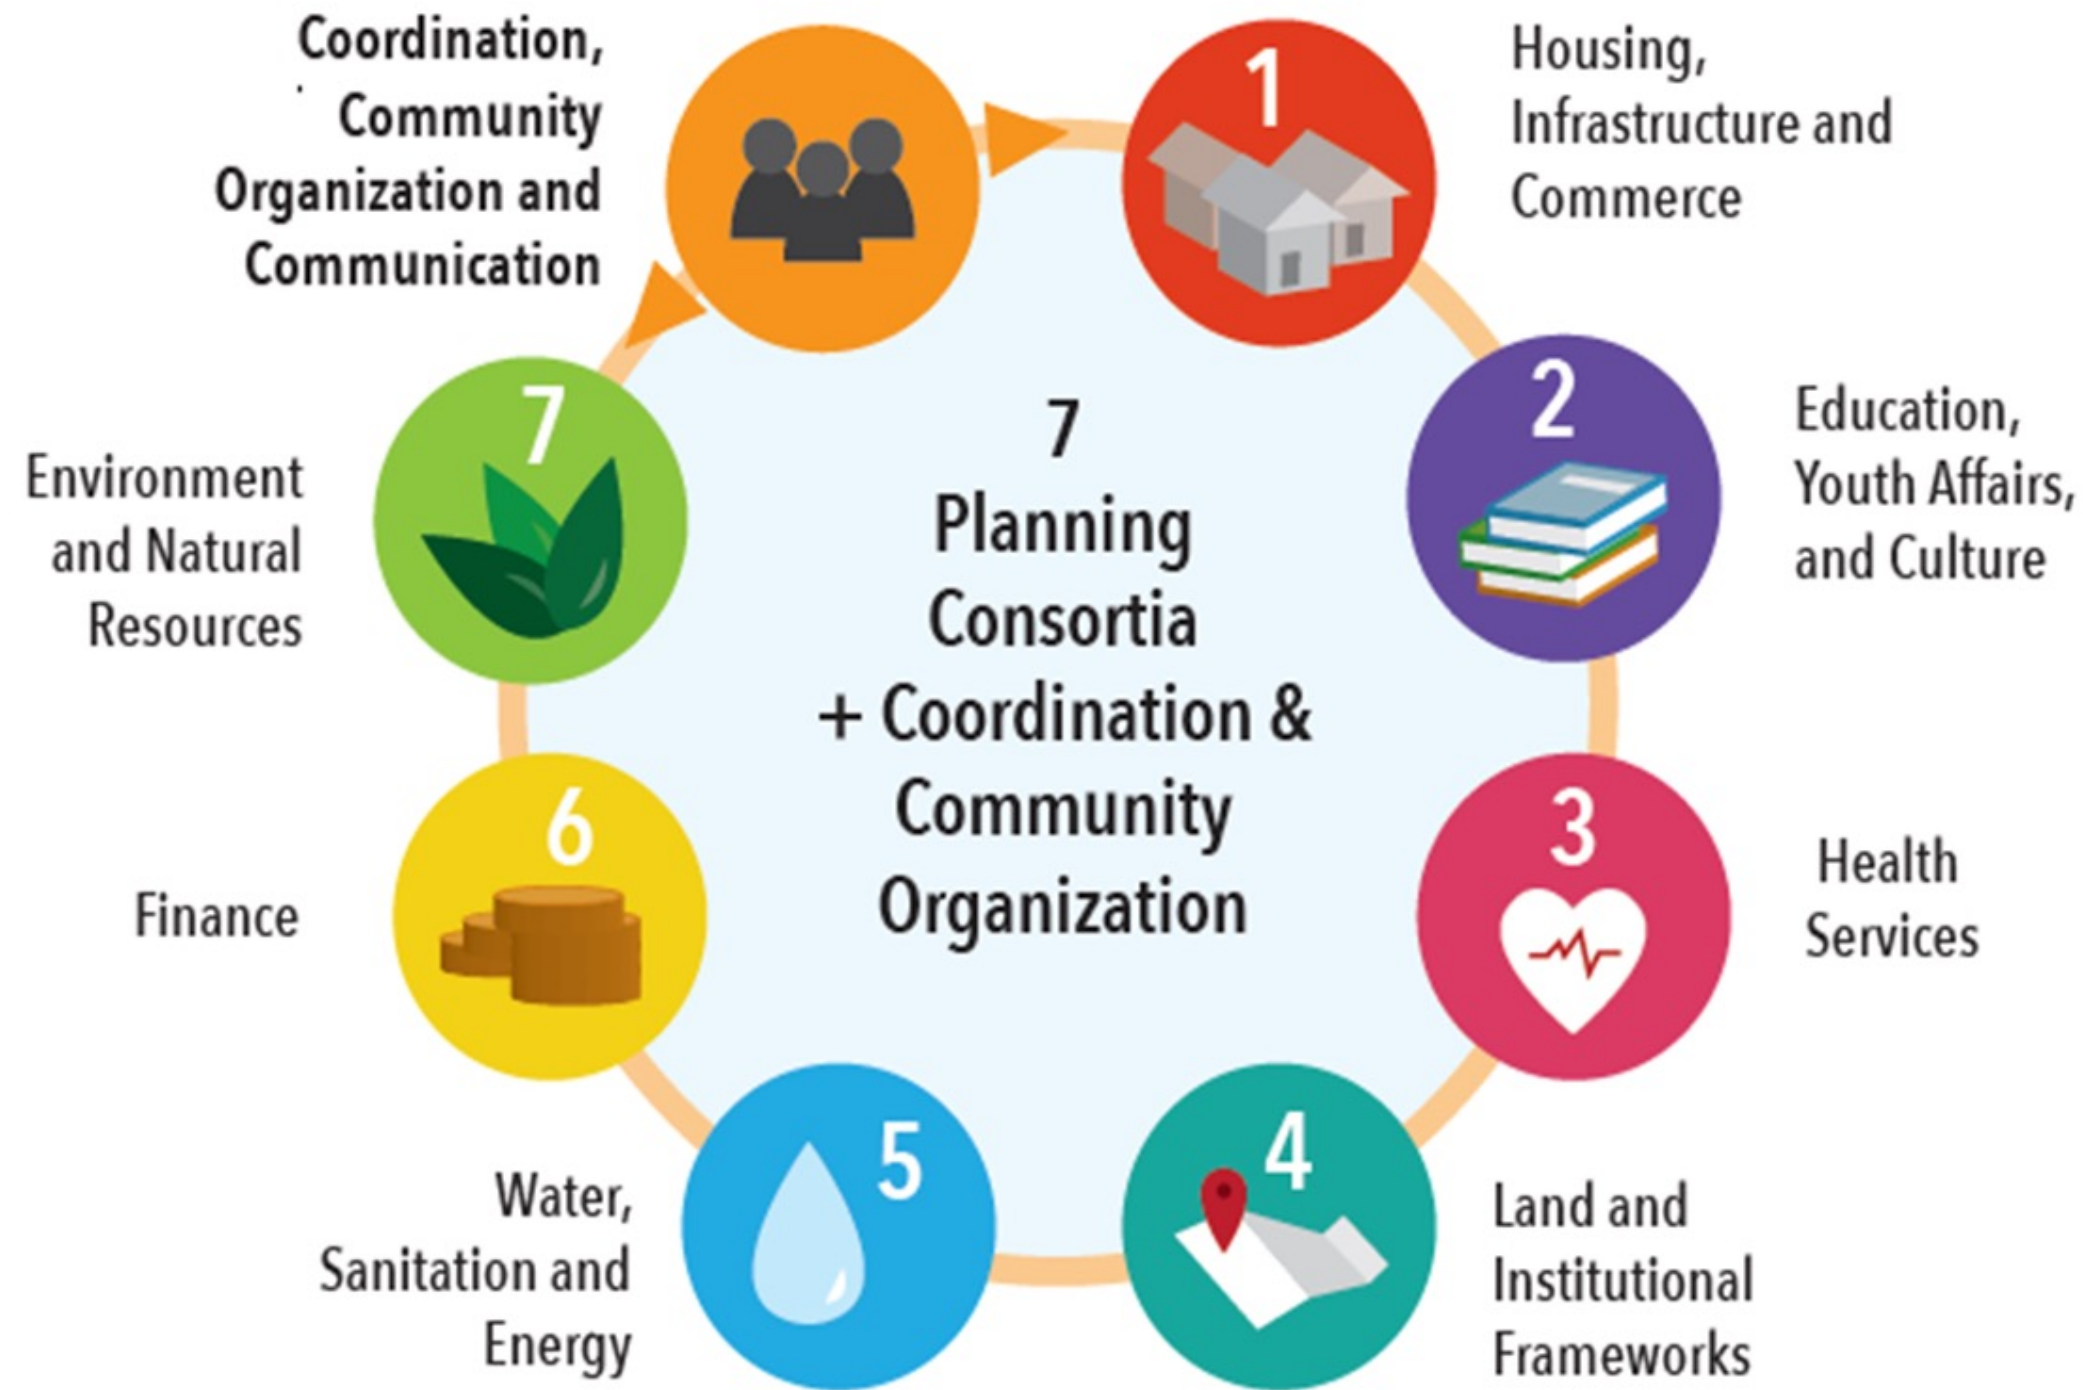 Coordination,
Community
Organization and
Communication
1
Housing,
Infrastructure and
Commerce
2
Education,
Youth Affairs,
and Culture
3
Health
Services
4
Land and
Institutional
Frameworks
5
Water,
Sanitation and
Energy
6
Finance
7
Environment
and Natural
Resources
7
Planning
Consortia
+ Coordination &
Community
Organization